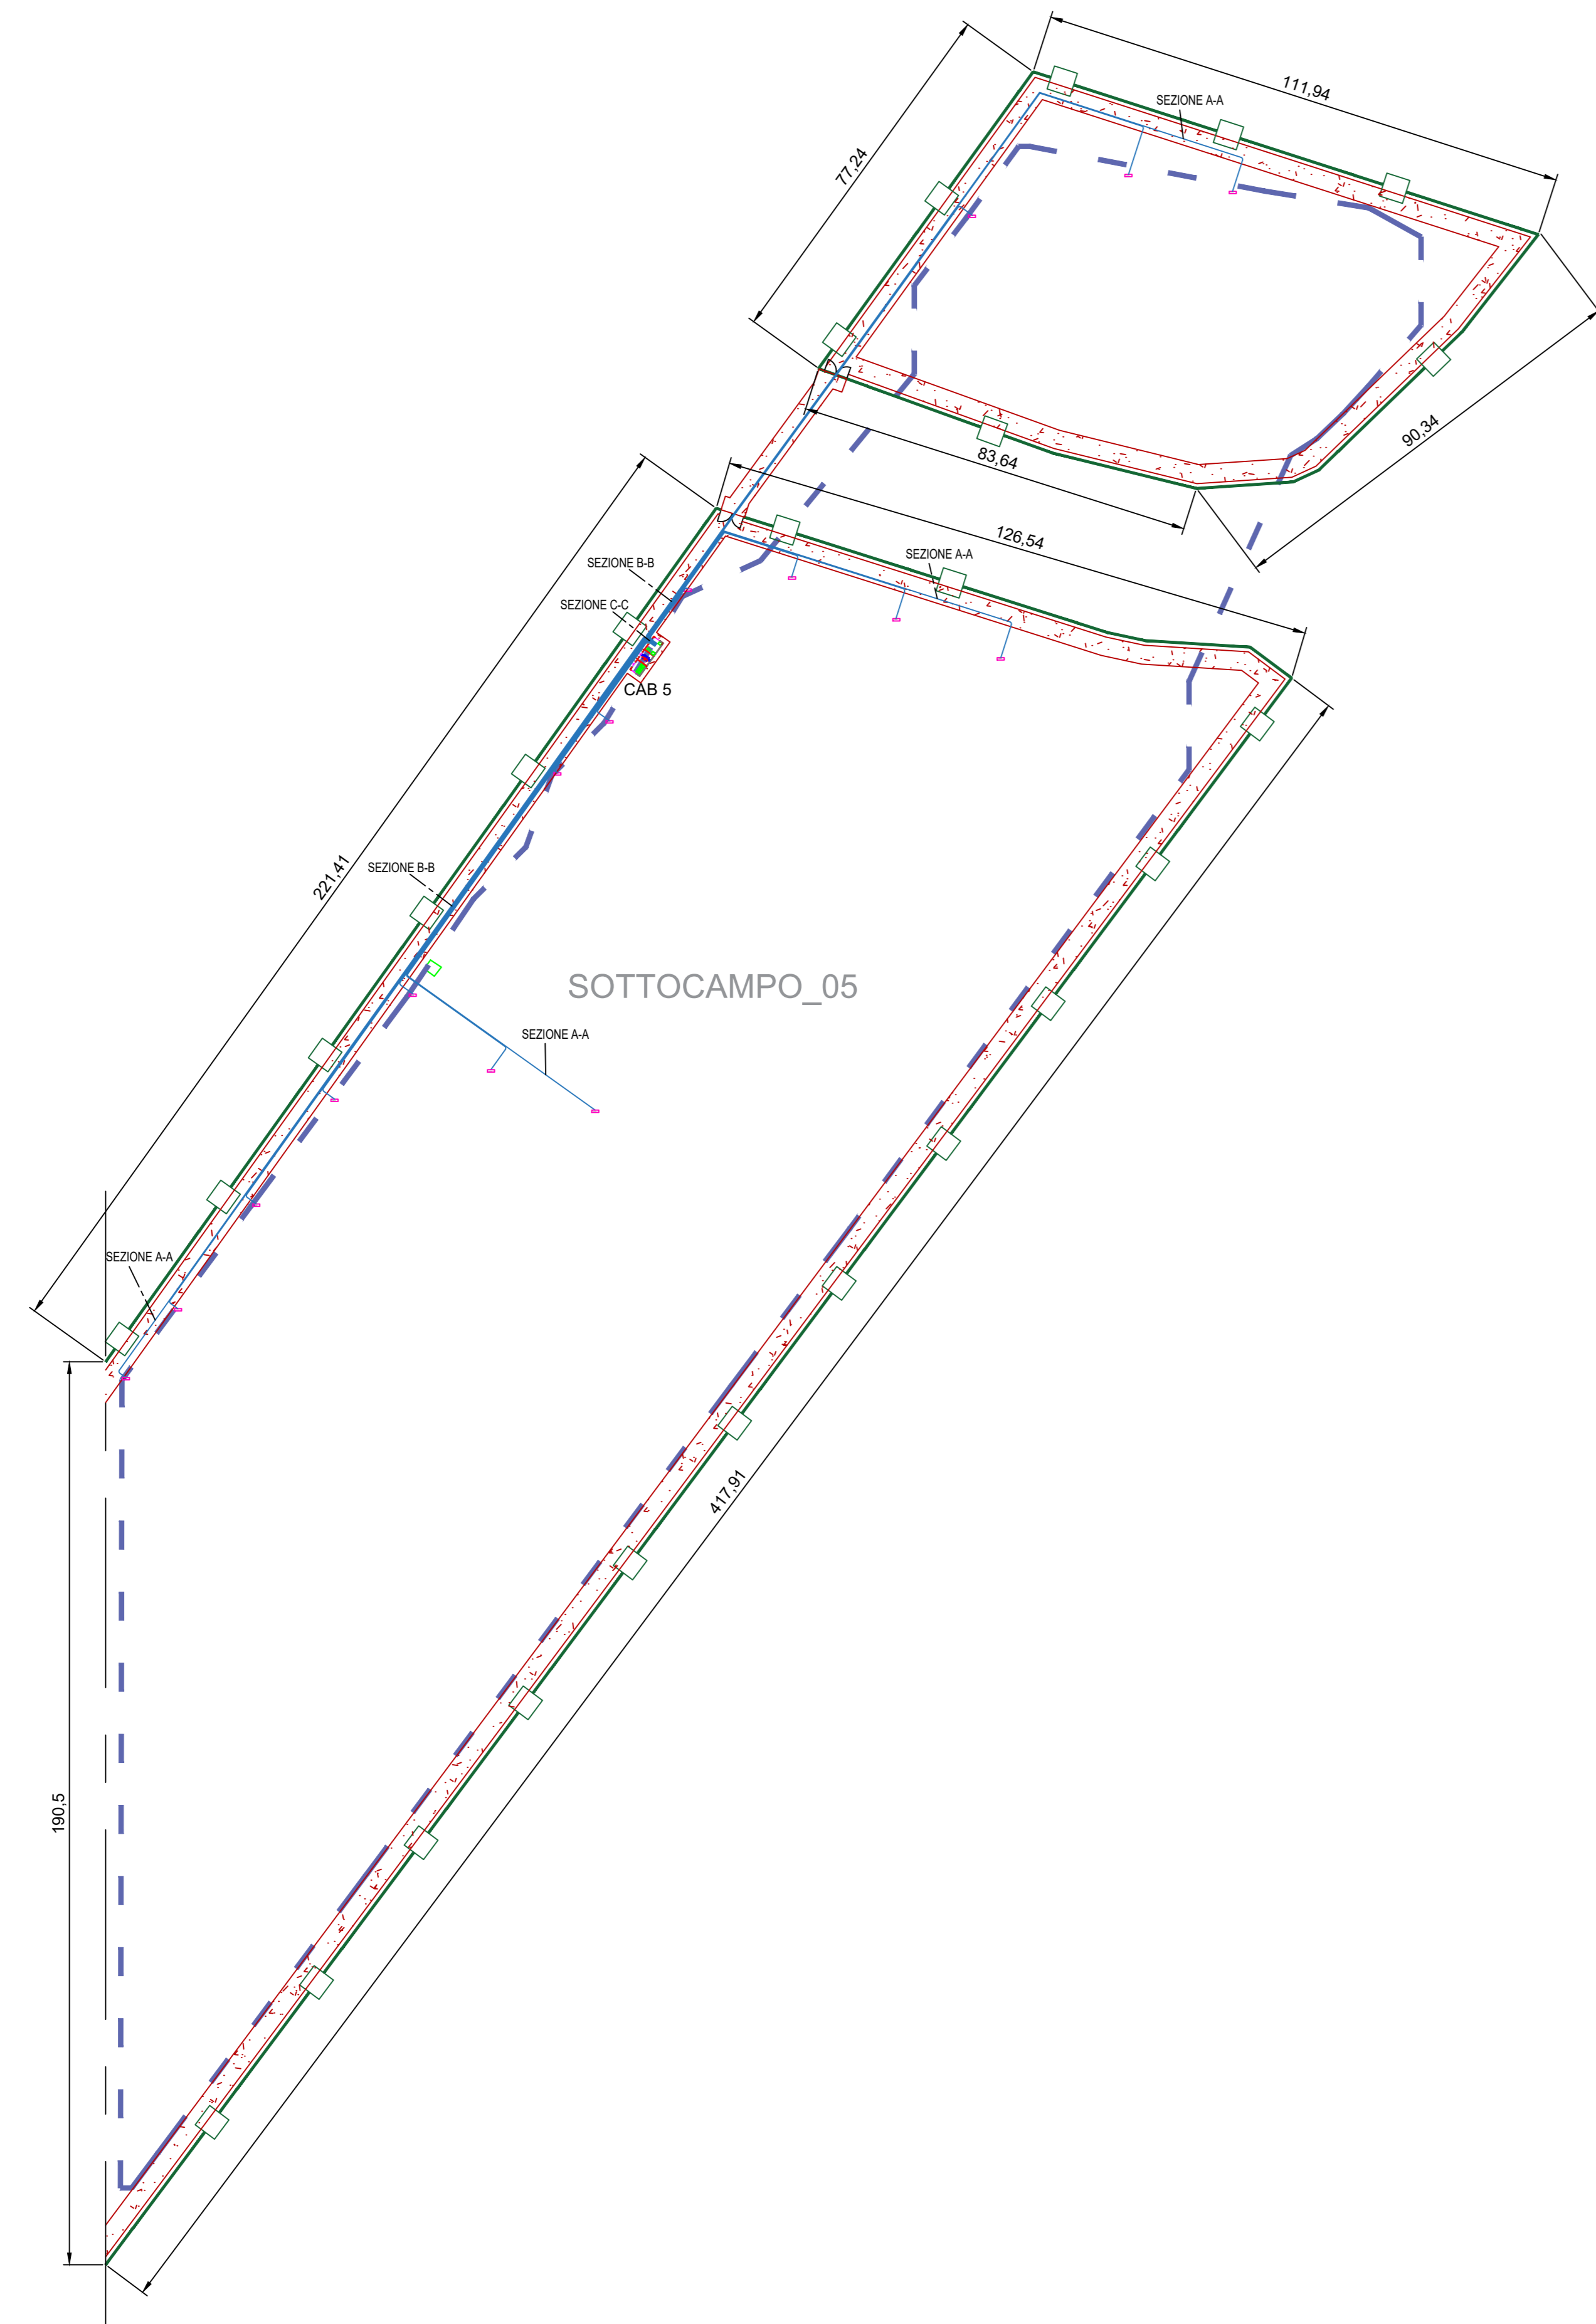 111,94
SEZIONE A-A
77,24
90,34
83,64
126,54
SEZIONE A-A
SEZIONE B-B
SEZIONE C-C
CAB 5
221,41
SEZIONE B-B
SOTTOCAMPO_05
SEZIONE A-A
SEZIONE A-A
417,91
190,5